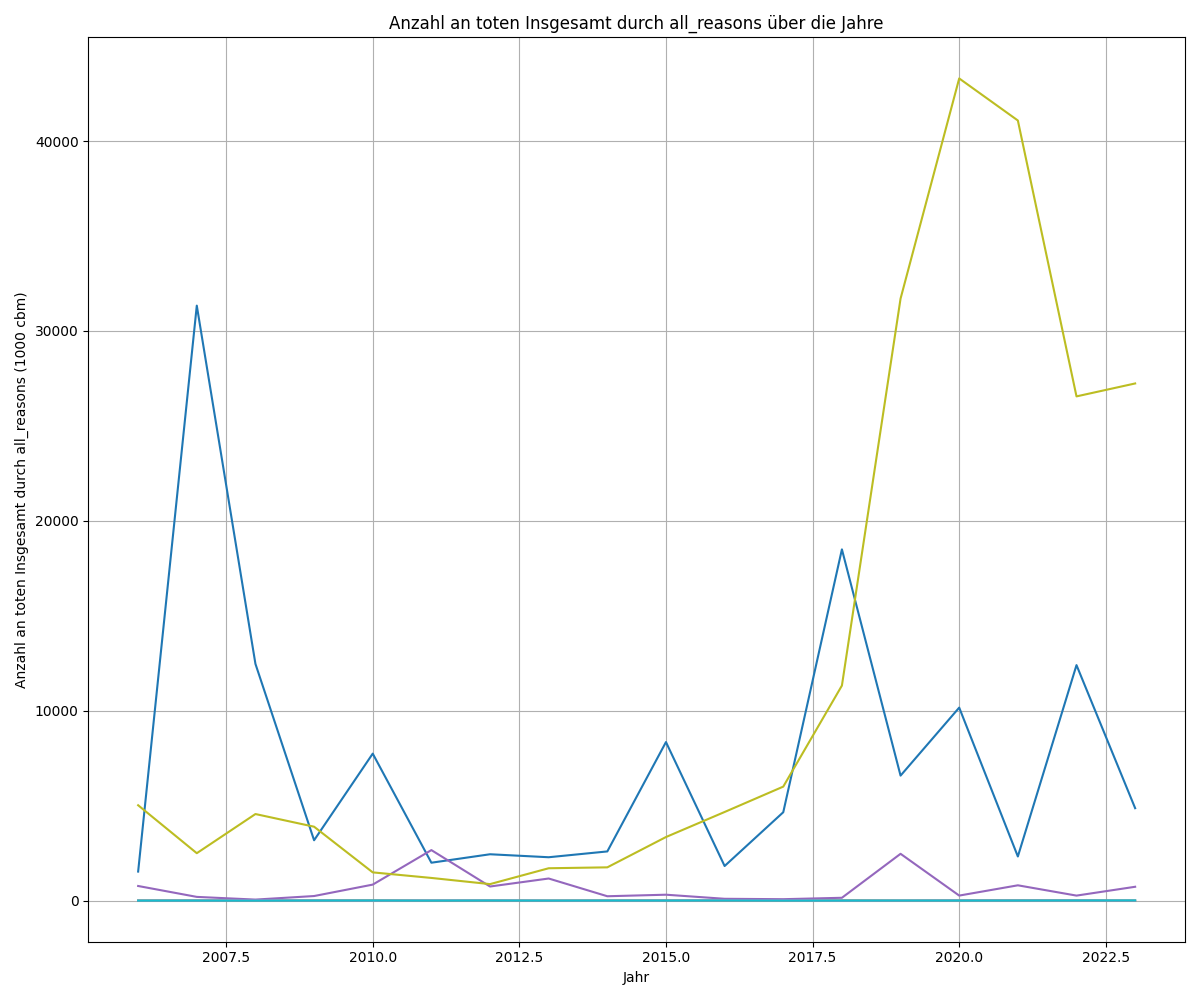 Anzahl an toten Insgesamt durch all_reasons über die Jahre
Anzahl an toten Insgesamt durch all_reasons (1000 cbm)
40000
30000
20000
10000
0
2007.5 2010.0 2012.5 2015.0 2017.5 2020.0 2022.5
Jahr